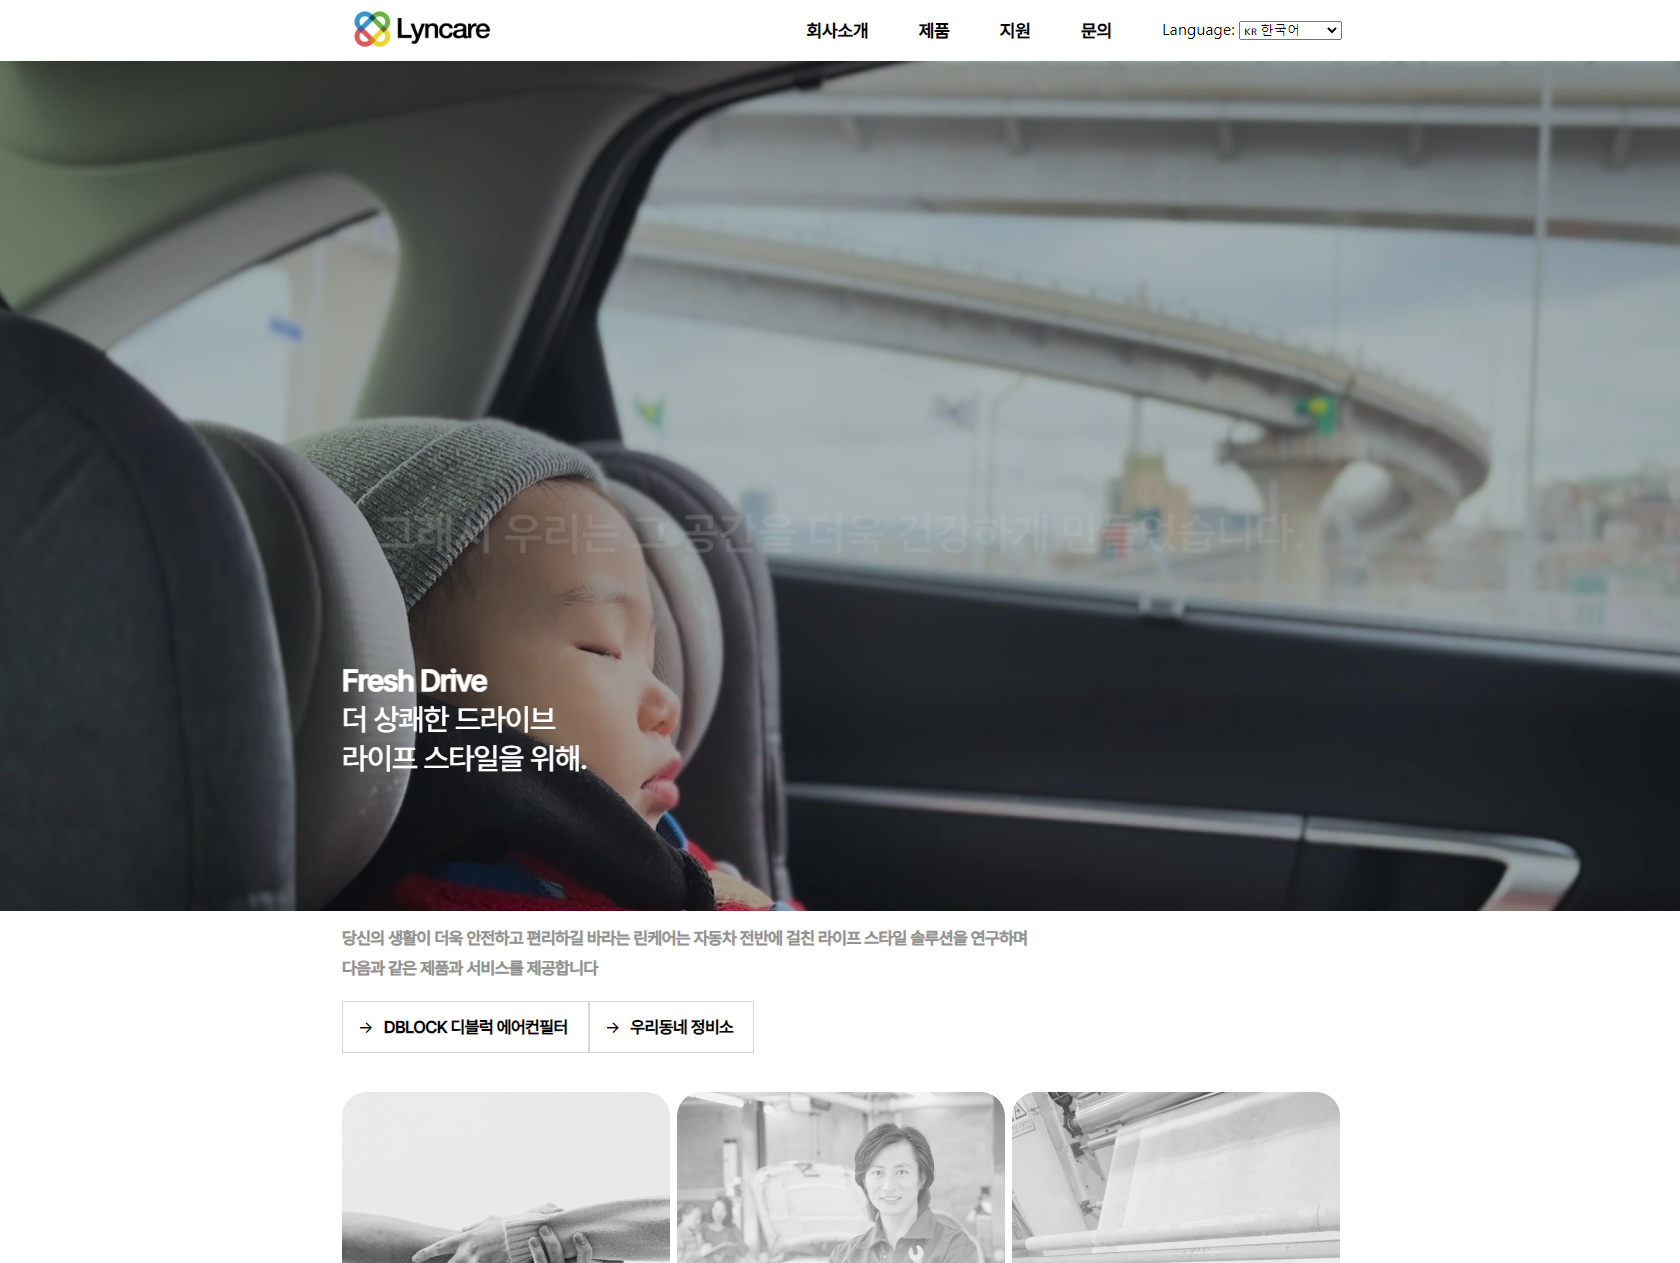 Lyncare
회사소개
제품
지원
문의
Language: KR 한국어
그래서 우리는 그 공간을 더욱 건강하게 만들었습니다.
Fresh Drive
더 상쾌한 드라이브
라이프 스타일을 위해.
당신의 생활이 더욱 안전하고 편리하길 바라는 린케어는 자동차 전반에 걸친 라이프 스타일 솔루션을 연구하며
다음과 같은 제품과 서비스를 제공합니다
→ DBLOCK 디블럭 에어컨필터
→ 우리동네 정비소